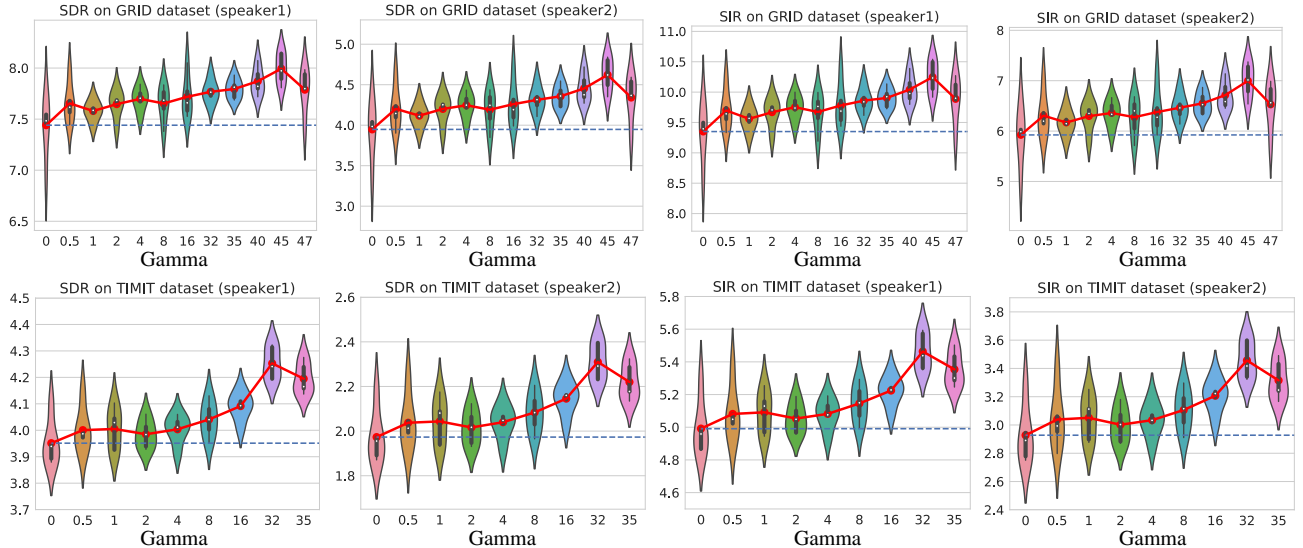 SDR on GRID dataset (speaker1)
8.0
7.5
7.0
6.5
0 0.5 1 2 4 8 16 32 35 40 45 47
Gamma
SDR on GRID dataset (speaker2)
5.0
4.5
4.0
3.5
3.0
0 0.5 1 2 4 8 16 32 35 40 45 47
Gamma
SIR on GRID dataset (speaker1)
11.0
10.5
10.0
9.5
9.0
8.5
8.0
0 0.5 1 2 4 8 16 32 35 40 45 47
Gamma
SIR on GRID dataset (speaker2)
8
7
6
5
0 0.5 1 2 4 8 16 32 35 40 45 47
Gamma
SDR on TIMIT dataset (speaker1)
4.5
4.4
4.3
4.2
4.1
4.0
3.9
3.8
3.7
0 0.5 1 2 4 8 16 32 35
Gamma
SDR on TIMIT dataset (speaker2)
2.6
2.4
2.2
2.0
1.8
0 0.5 1 2 4 8 16 32 35
Gamma
SIR on TIMIT dataset (speaker1)
5.8
5.6
5.4
5.2
5.0
4.8
4.6
0 0.5 1 2 4 8 16 32 35
Gamma
SIR on TIMIT dataset (speaker2)
3.8
3.6
3.4
3.2
3.0
2.8
2.6
2.4
0 0.5 1 2 4 8 16 32 35
Gamma